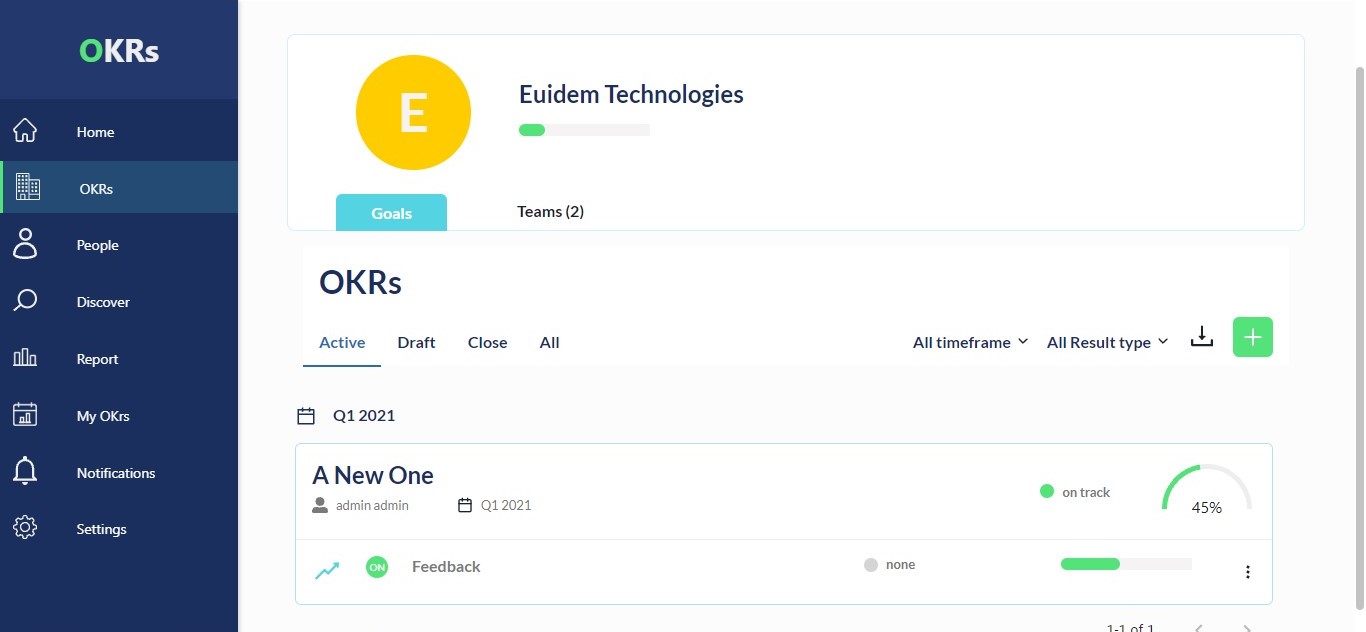 OKRs
Home
OKRs
People
Discover
Report
My OKrs
Notifications
Settings
E
Euidem Technologies
Goals
Teams (2)
OKRs
Active Draft Close All All timeframe All Result type
Q1 2021
A New One
admin admin Q1 2021
on track
45%
ON Feedback none
1-1 of 1